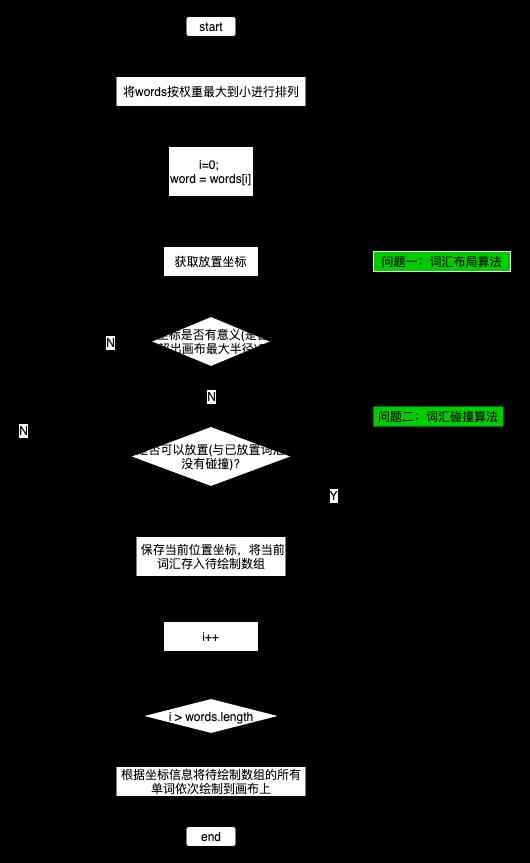 start
将words按权重最大到小进行排列
i=0;
word = words[i]
获取放置坐标
问题一：词汇布局算法
坐标是否有意义(是否
超出画布最大半径)
N
N
问题二：词汇碰撞算法
N
是否可以放置(与已放置词汇
没有碰撞)?
Y
保存当前位置坐标，将当前
词汇存入待绘制数组
i++
i > words.length
根据坐标信息将待绘制数组的所有
单词依次绘制到画布上
end